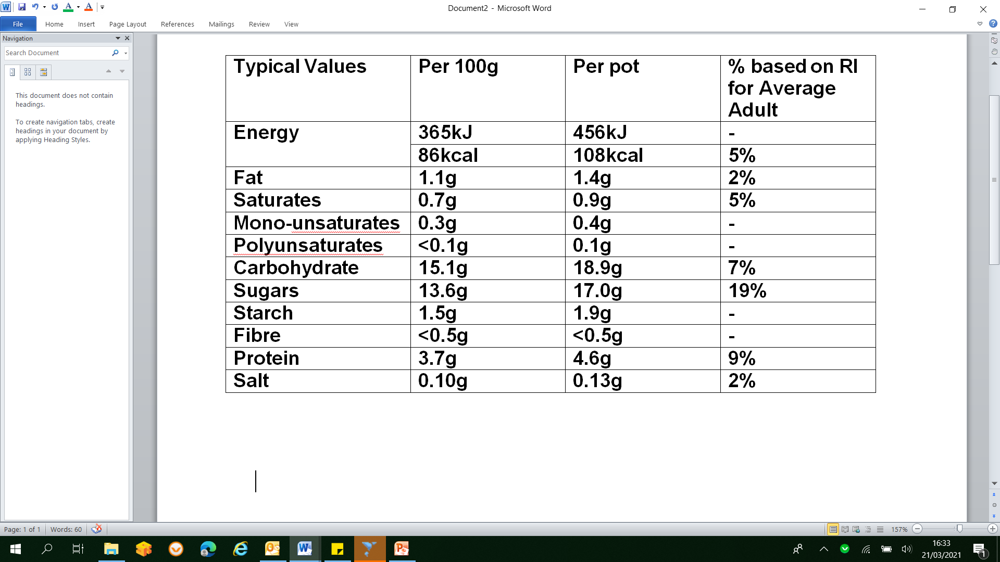 Document2 - Microsoft Word
File Home Insert Page Layout References Mailings Review View
Navigation
Search Document
This document does not contain
headings.
To create navigation tabs, create
headings in your document by
applying Heading Styles.
Typical Values Per 100g Per pot % based on RI
for Average
Adult
Energy 365kJ 456kJ -
86kcal 108kcal 5%
Fat 1.1g 1.4g 2%
Saturates 0.7g 0.9g 5%
Mono-unsaturates 0.3g 0.4g -
Polyunsaturates <0.1g 0.1g -
Carbohydrate 15.1g 18.9g 7%
Sugars 13.6g 17.0g 19%
Starch 1.5g 1.9g -
Fibre <0.5g <0.5g -
Protein 3.7g 4.6g 9%
Salt 0.10g 0.13g 2%
Page: 1 of 1 Words: 60 157%
16:33
21/03/2021
1